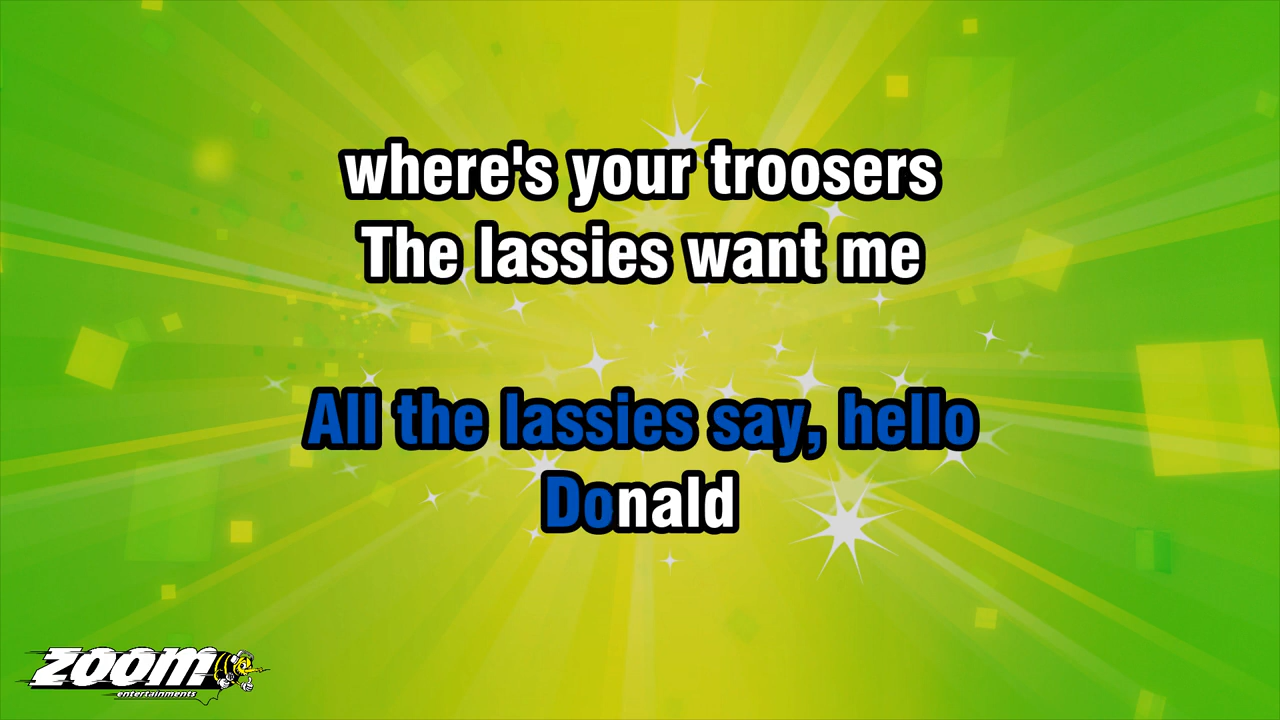 where's your troosers
The lassies want me
All the lassies say, hello
Donald
ZOOM
entertainments